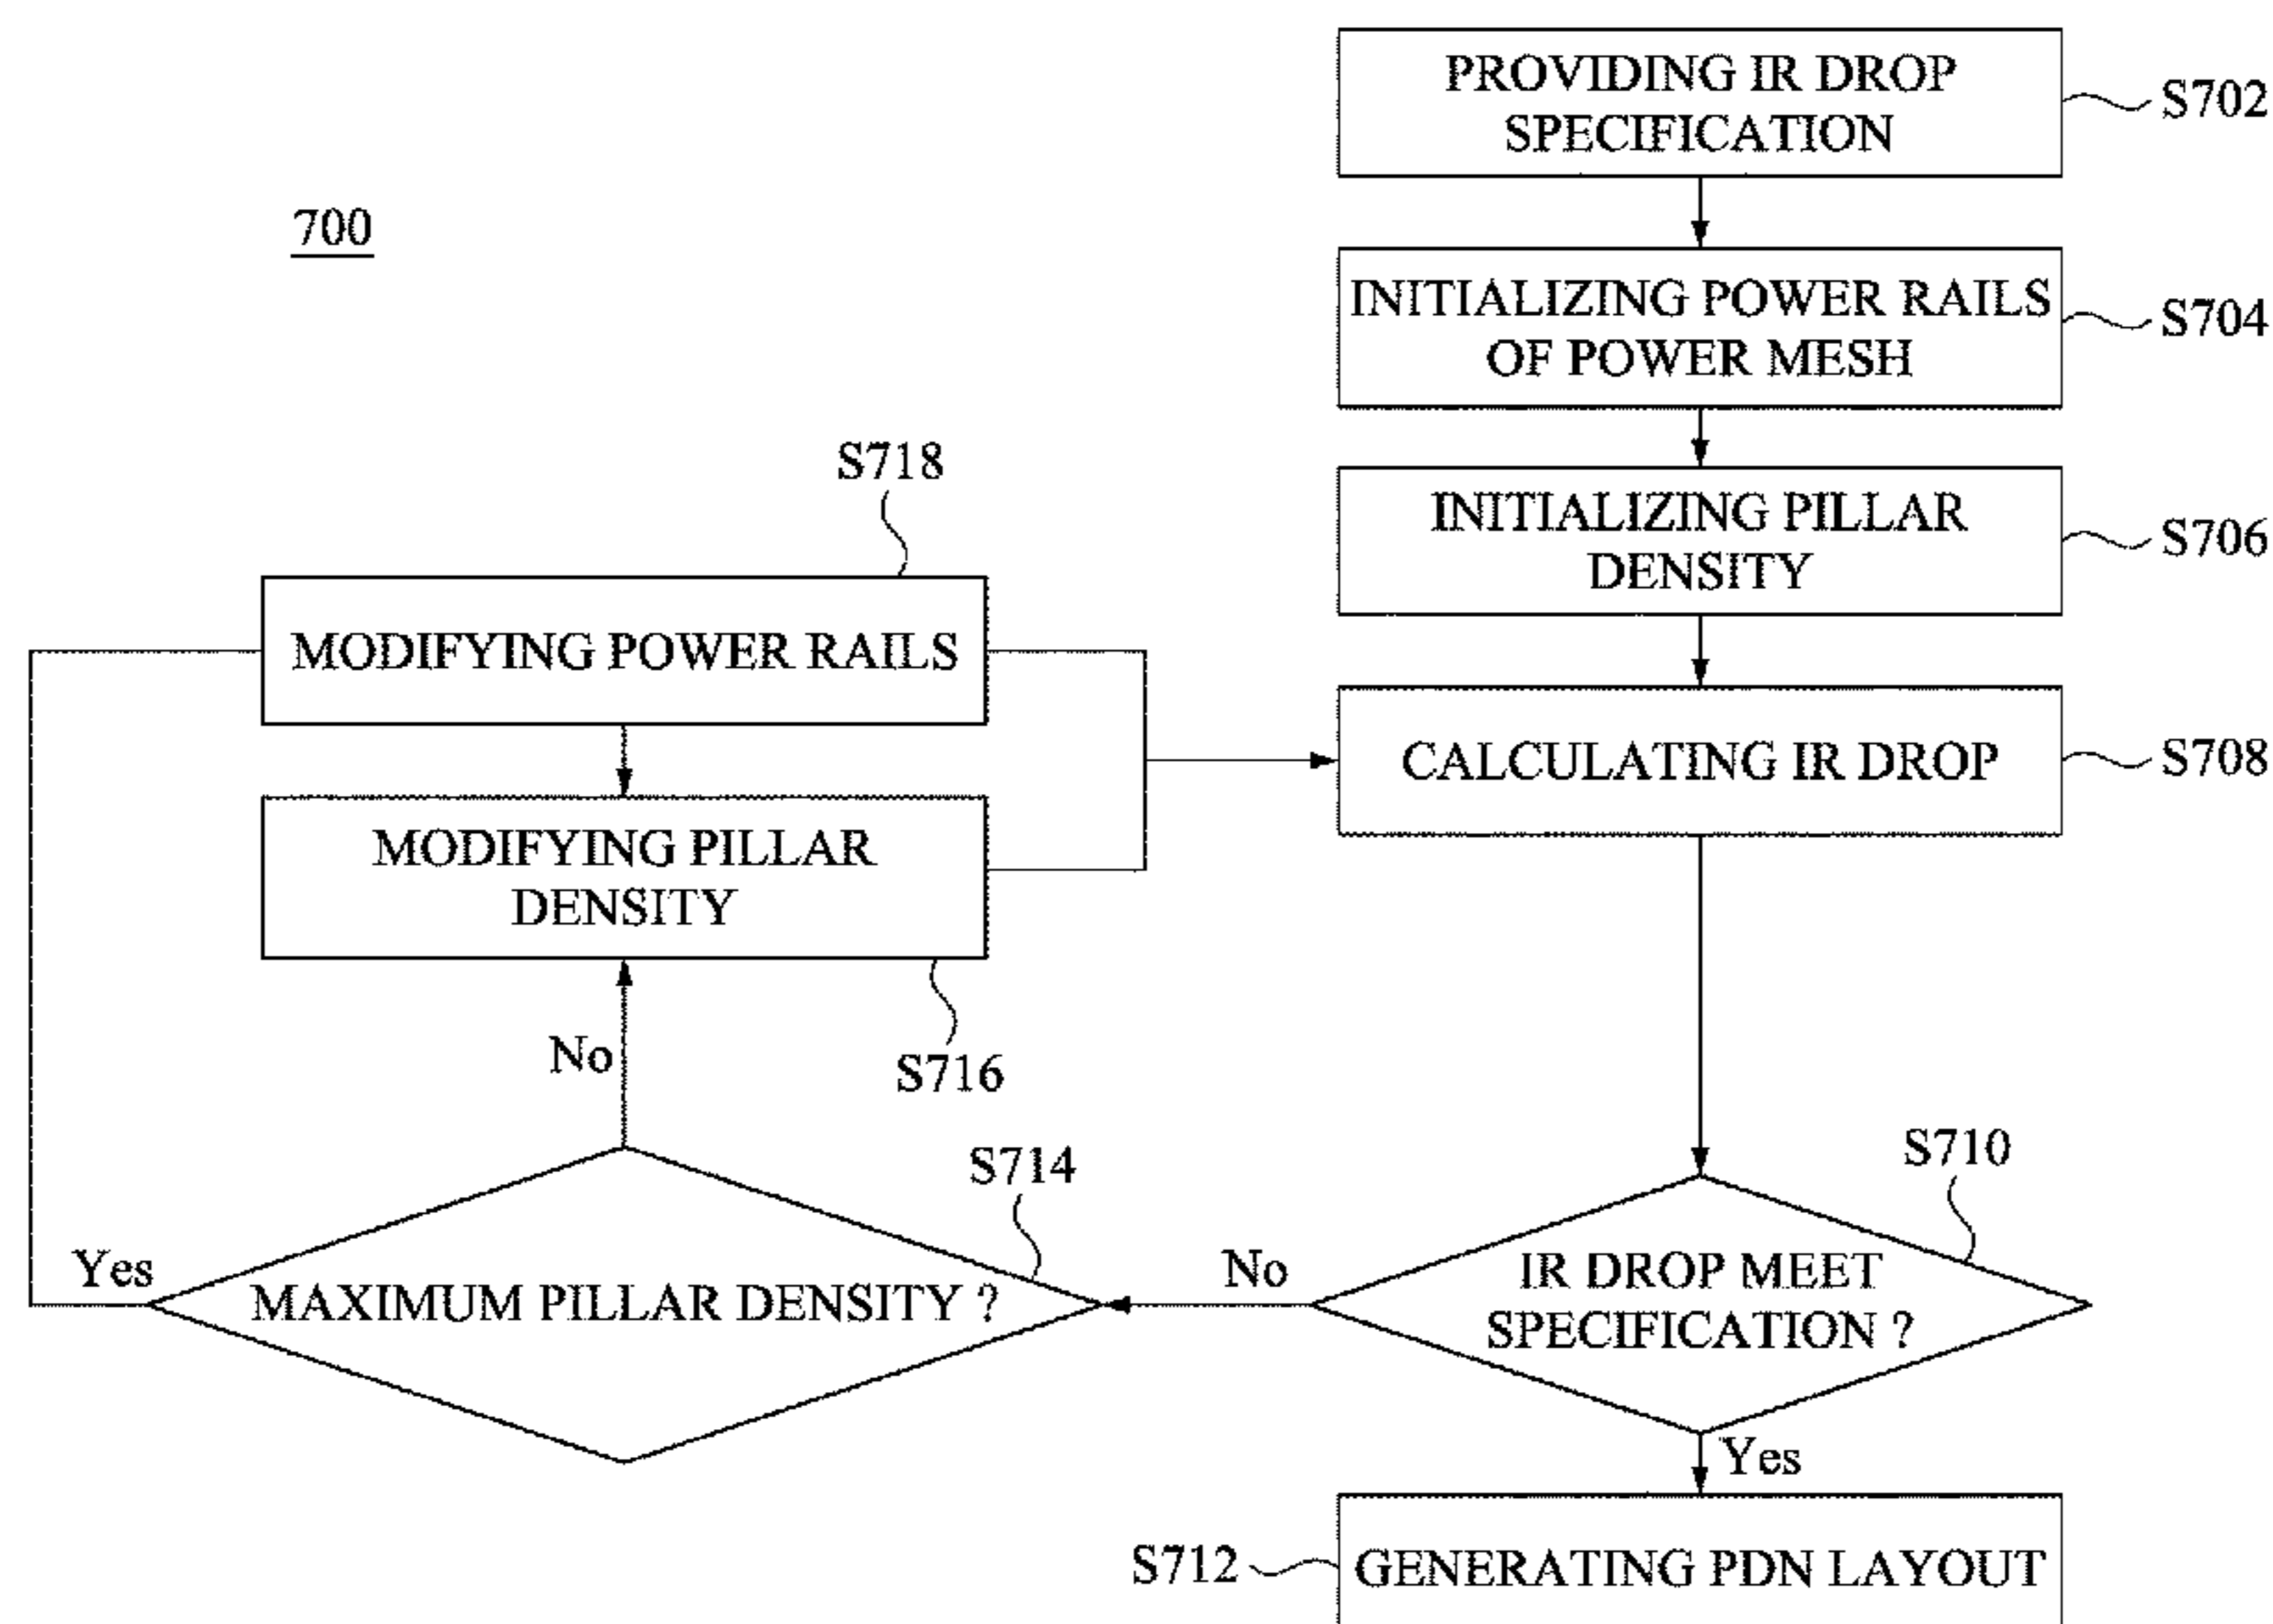 PROVIDING IR DROP
SPECIFICATION
S702
700
INITIALIZING POWER RAILS
OF POWER MESH
S704
S718
INITIALIZING PILLAR
DENSITY
S706
MODIFYING POWER RAILS
CALCULATING IR DROP
S708
MODIFYING PILLAR
DENSITY
No
S716
S714
S710
Yes
MAXIMUM PILLAR DENSITY ?
No
IR DROP MEET
SPECIFICATION ?
Yes
S712
GENERATING PDN LAYOUT